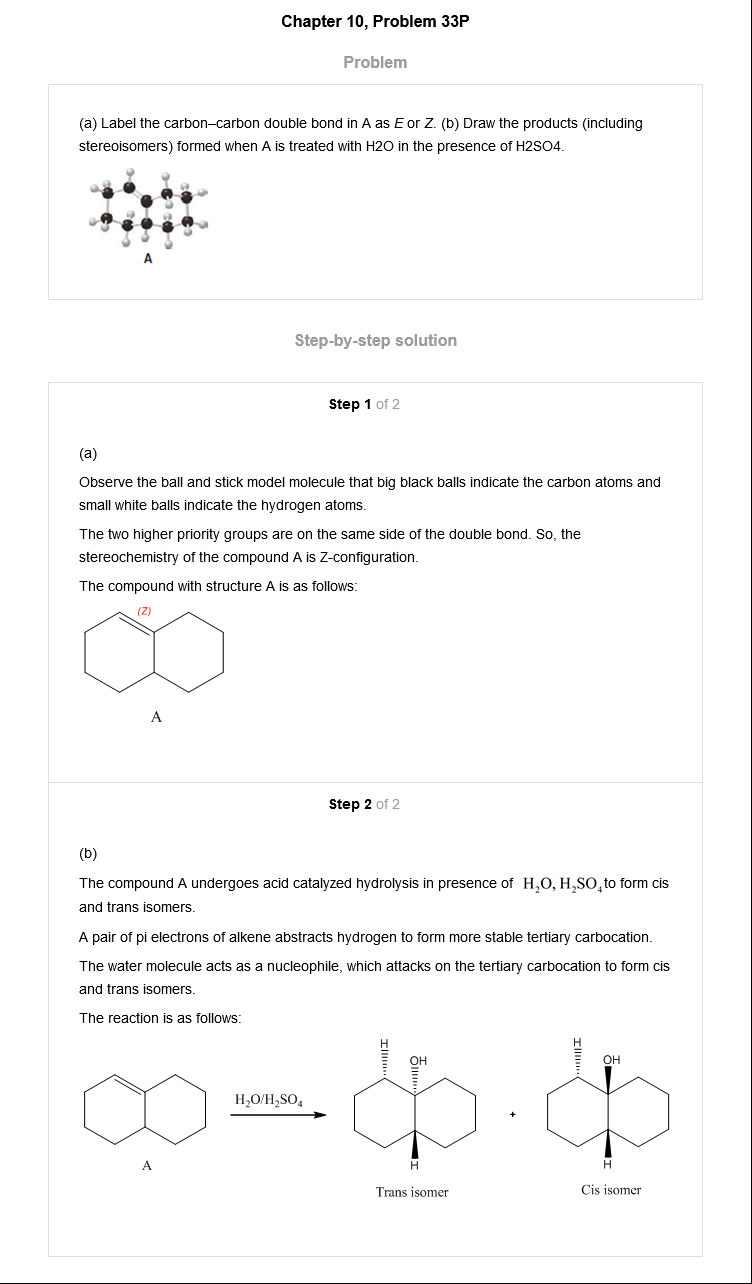 Chapter 10, Problem 33P
Problem
(a) Label the carbon–carbon double bond in A as E or Z. (b) Draw the products (including
stereoisomers) formed when A is treated with H2O in the presence of H2SO4.
A
Step-by-step solution
Step 1 of 2
(a)
Observe the ball and stick model molecule that big black balls indicate the carbon atoms and
small white balls indicate the hydrogen atoms.
The two higher priority groups are on the same side of the double bond. So, the
stereochemistry of the compound A is Z-configuration.
The compound with structure A is as follows:
(Z)
A
Step 2 of 2
(b)
The compound A undergoes acid catalyzed hydrolysis in presence of H₂O, H₂SO₄ to form cis
and trans isomers.
A pair of pi electrons of alkene abstracts hydrogen to form more stable tertiary carbocation.
The water molecule acts as a nucleophile, which attacks on the tertiary carbocation to form cis
and trans isomers.
The reaction is as follows:
H H
OH OH
H₂O/H₂SO₄
+
A H H
Trans isomer Cis isomer